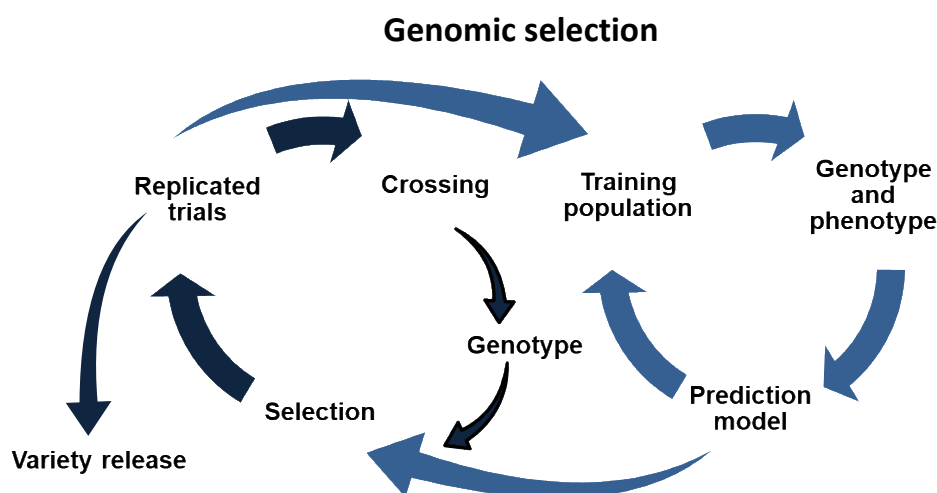 Genomic selection
Replicated
trials
Crossing
Training
population
Genotype
and
phenotype
Genotype
Selection
Prediction
model
Variety release